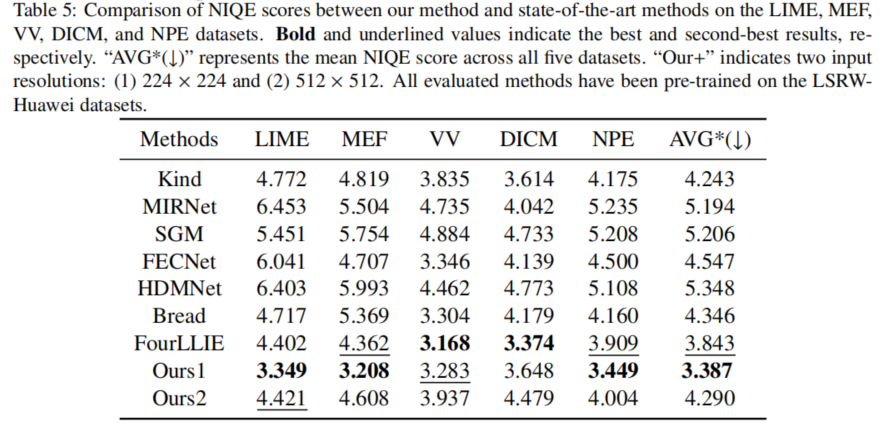 Table 5: Comparison of NIQE scores between our method and state-of-the-art methods on the LIME, MEF,
VV, DICM, and NPE datasets. Bold and underlined values indicate the best and second-best results, re-
spectively. “AVG*(↓)” represents the mean NIQE score across all five datasets. “Our+” indicates two input
resolutions: (1) 224 × 224 and (2) 512 × 512. All evaluated methods have been pre-trained on the LSRW-
Huawei datasets.
Methods LIME MEF VV DICM NPE AVG*(↓)
Kind 4.772 4.819 3.835 3.614 4.175 4.243
MIRNet 6.453 5.504 4.735 4.042 5.235 5.194
SGM 5.451 5.754 4.884 4.733 5.208 5.206
FECNet 6.041 4.707 3.346 4.139 4.500 4.547
HDMNet 6.403 5.993 4.462 4.773 5.108 5.348
Bread 4.717 5.369 3.304 4.179 4.160 4.346
FourLLIE 4.402 4.362 3.168 3.374 3.909 3.843
Ours1 3.349 3.208 3.283 3.648 3.449 3.387
Ours2 4.421 4.608 3.937 4.479 4.004 4.290